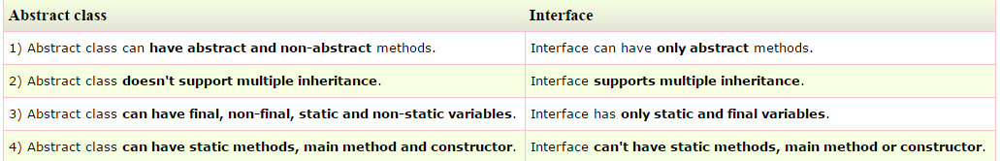 Abstract class Interface
1) Abstract class can have abstract and non-abstract methods. Interface can have only abstract methods.
2) Abstract class doesn't support multiple inheritance. Interface supports multiple inheritance.
3) Abstract class can have final, non-final, static and non-static variables. Interface has only static and final variables.
4) Abstract class can have static methods, main method and constructor. Interface can't have static methods, main method or constructor.